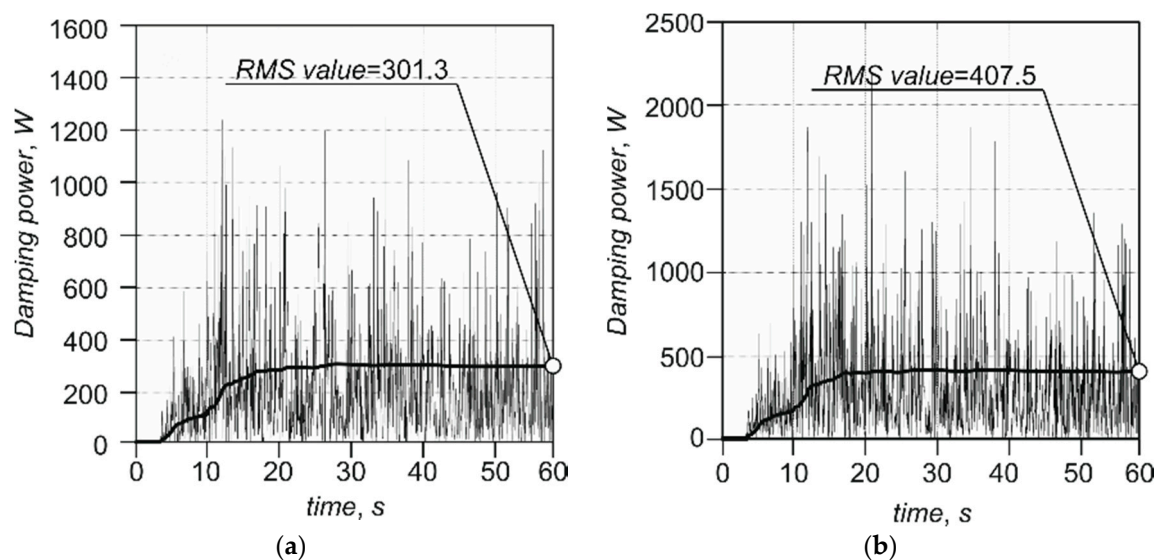 1600
1400
1200
1000
800
600
400
200
0
Damping power, W
RMS value=301.3
0 10 20 30 40 50 60
time, s
(a)
2500
2000
1500
1000
500
0
Damping power, W
RMS value=407.5
0 10 20 30 40 50 60
time, s
(b)